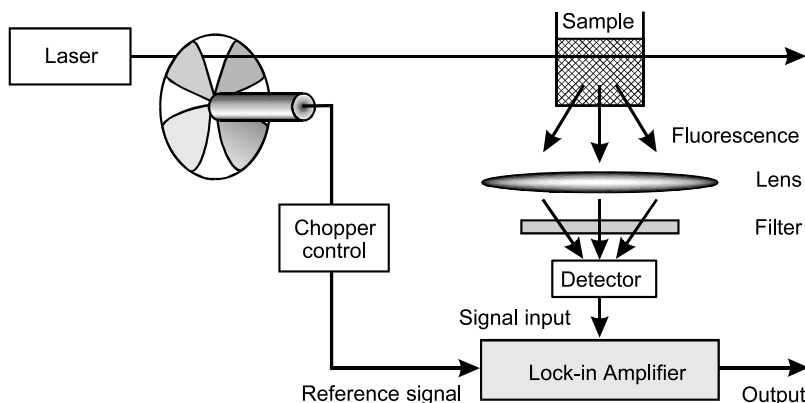 Sample
Laser
Fluorescence
Lens
Chopper
control
Filter
Detector
Signal input
Lock-in Amplifier
Reference signal
Output